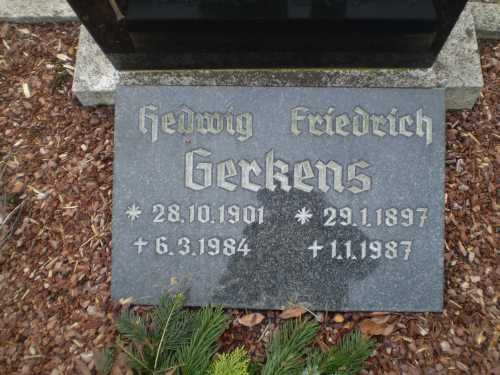 Hedwig Friedrich
Gerkens
* 28.10.1901 * 29.1.1897
+ 6.3.1984 + 1.1.1987